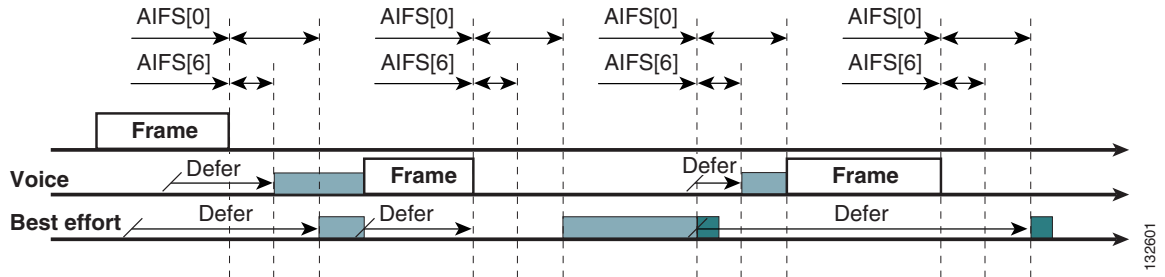 AIFS[0] AIFS[0] AIFS[0] AIFS[0]
AIFS[6] AIFS[6] AIFS[6] AIFS[6]
Frame
Voice Defer Frame Defer Frame
Best effort Defer Defer Defer
132601